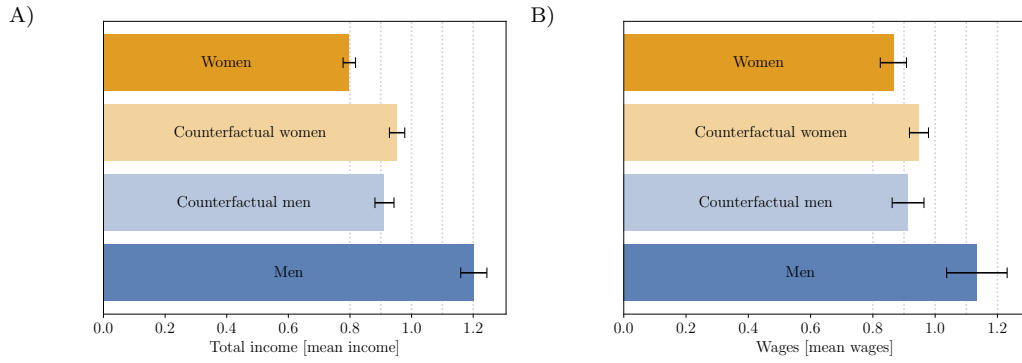 A)
Women
Counterfactual women
Counterfactual men
Men
0.0 0.2 0.4 0.6 0.8 1.0 1.2
Total income [mean income]
B)
Women
Counterfactual women
Counterfactual men
Men
0.0 0.2 0.4 0.6 0.8 1.0 1.2
Wages [mean wages]